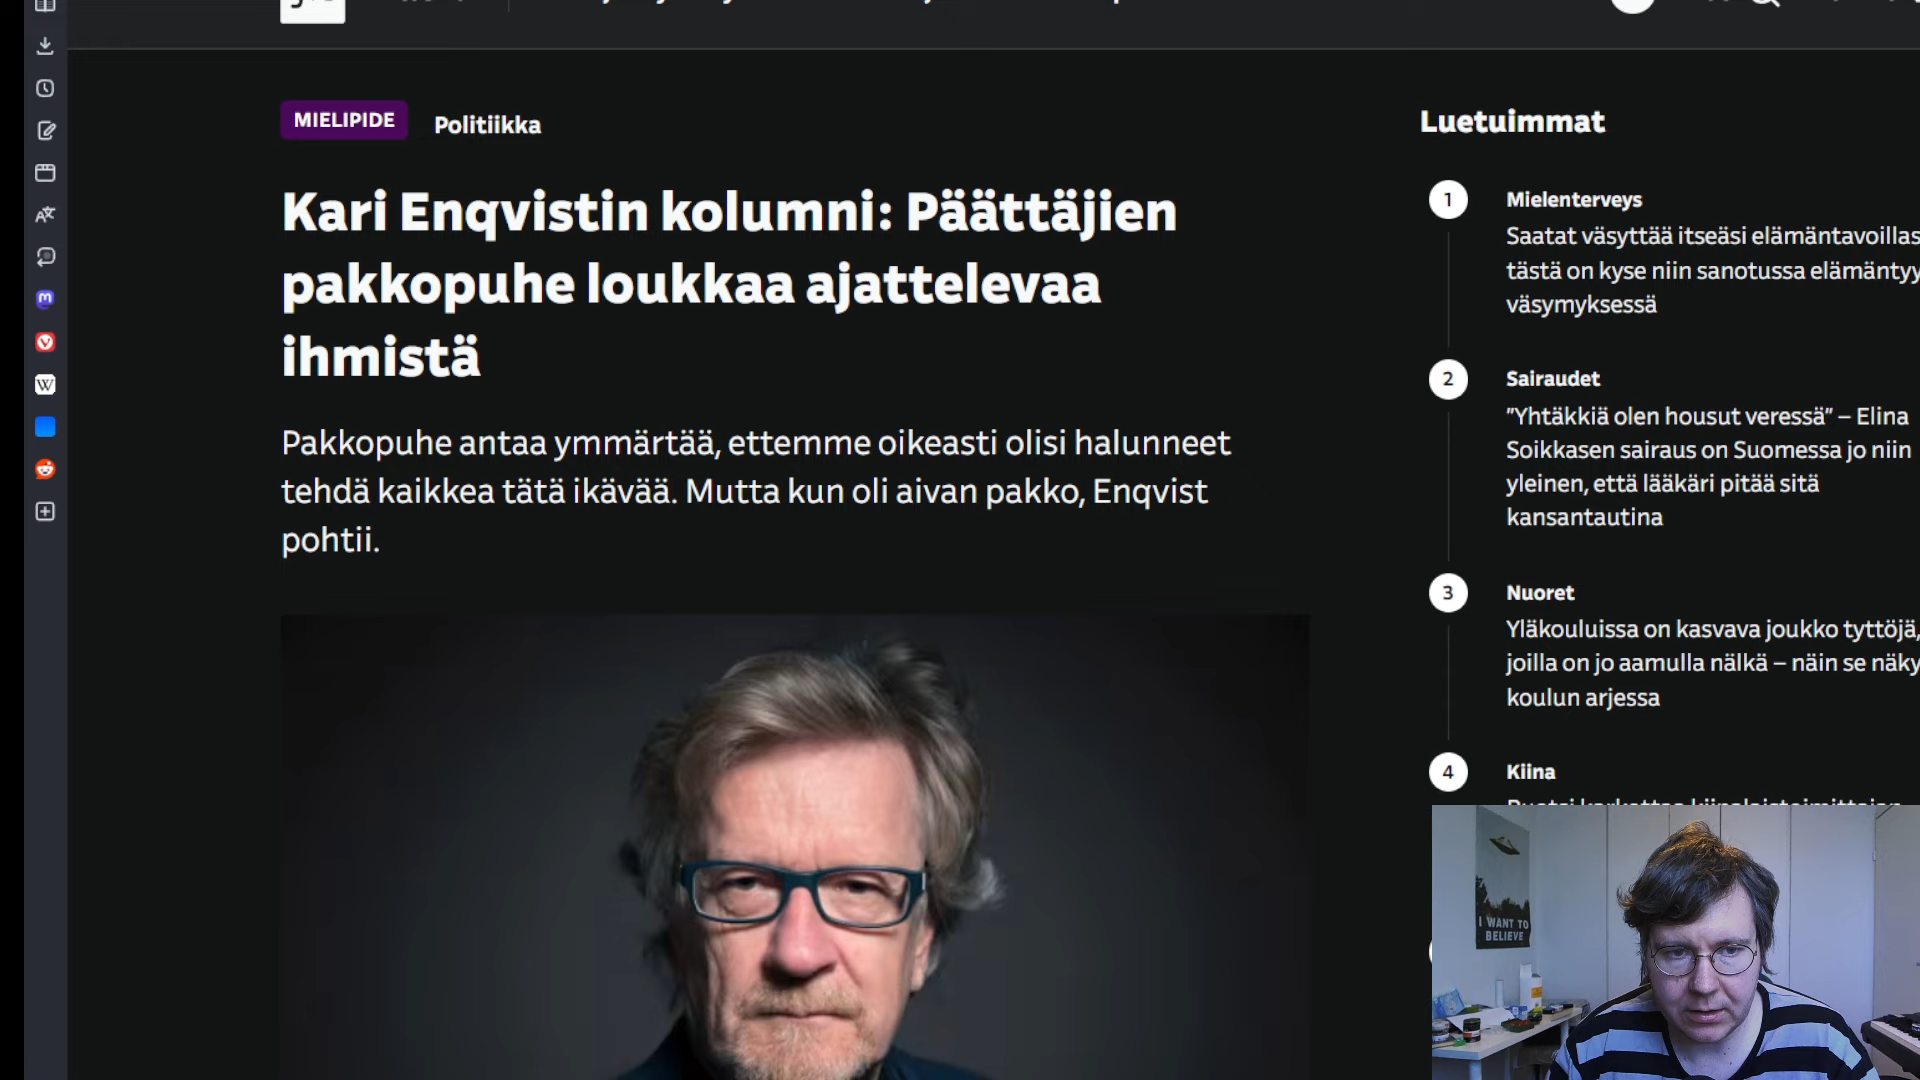 MIELIPIDE
Politiikka
Kari Enqvistin kolumni: Päättäjien
pakkopuhe loukkaa ajattelevaa
ihmistä
Pakkopuhe antaa ymmärtää, ettemme oikeasti olisi halunneet
tehdä kaikkea tätä ikävää. Mutta kun oli aivan pakko, Enqvist
pohtii.
Luetuimmat
1
Mielenterveys
Saatat väsyttää itseäsi elämäntavoillas
tästä on kyse niin sanotussa elämäntyy
väsymyksessä
2
Sairaudet
"Yhtäkkiä olen housut veressä" – Elina
Soikkasen sairaus on Suomessa jo niin
yleinen, että lääkäri pitää sitä
kansantautina
3
Nuoret
Yläkouluissa on kasvava joukko tyttöjä,
joilla on jo aamulla nälkä – näin se näky
koulun arjessa
4
Kiina
I WANT TO
BELIEVE
W